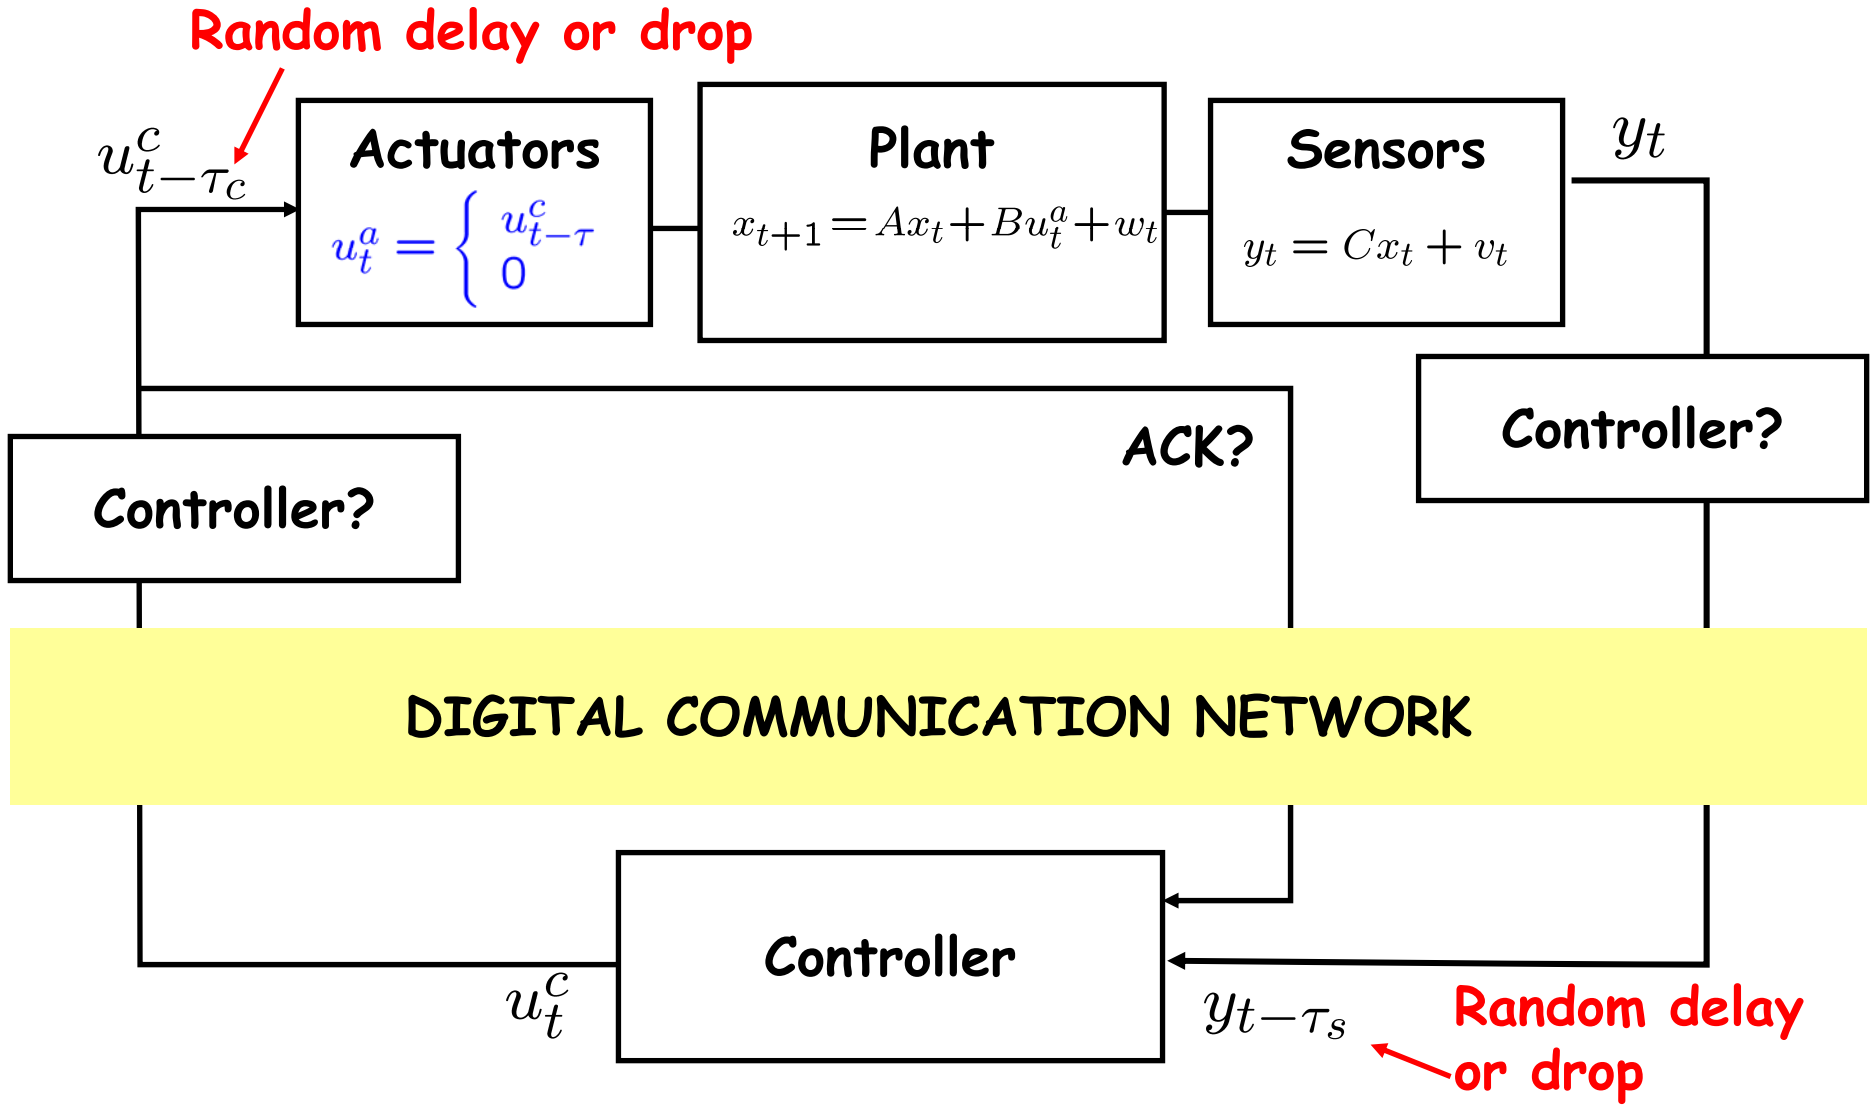 Random delay or drop
u^c_{t-τ_c}
Actuators
u^a_t = { u^c_{t-τ}
0
Plant
x_{t+1} = Ax_t + Bu^a_t + w_t
Sensors
y_t = Cx_t + v_t
y_t
ACK?
Controller?
Controller?
DIGITAL COMMUNICATION NETWORK
Controller
u^c_t
y_{t-τ_s}
Random delay
or drop